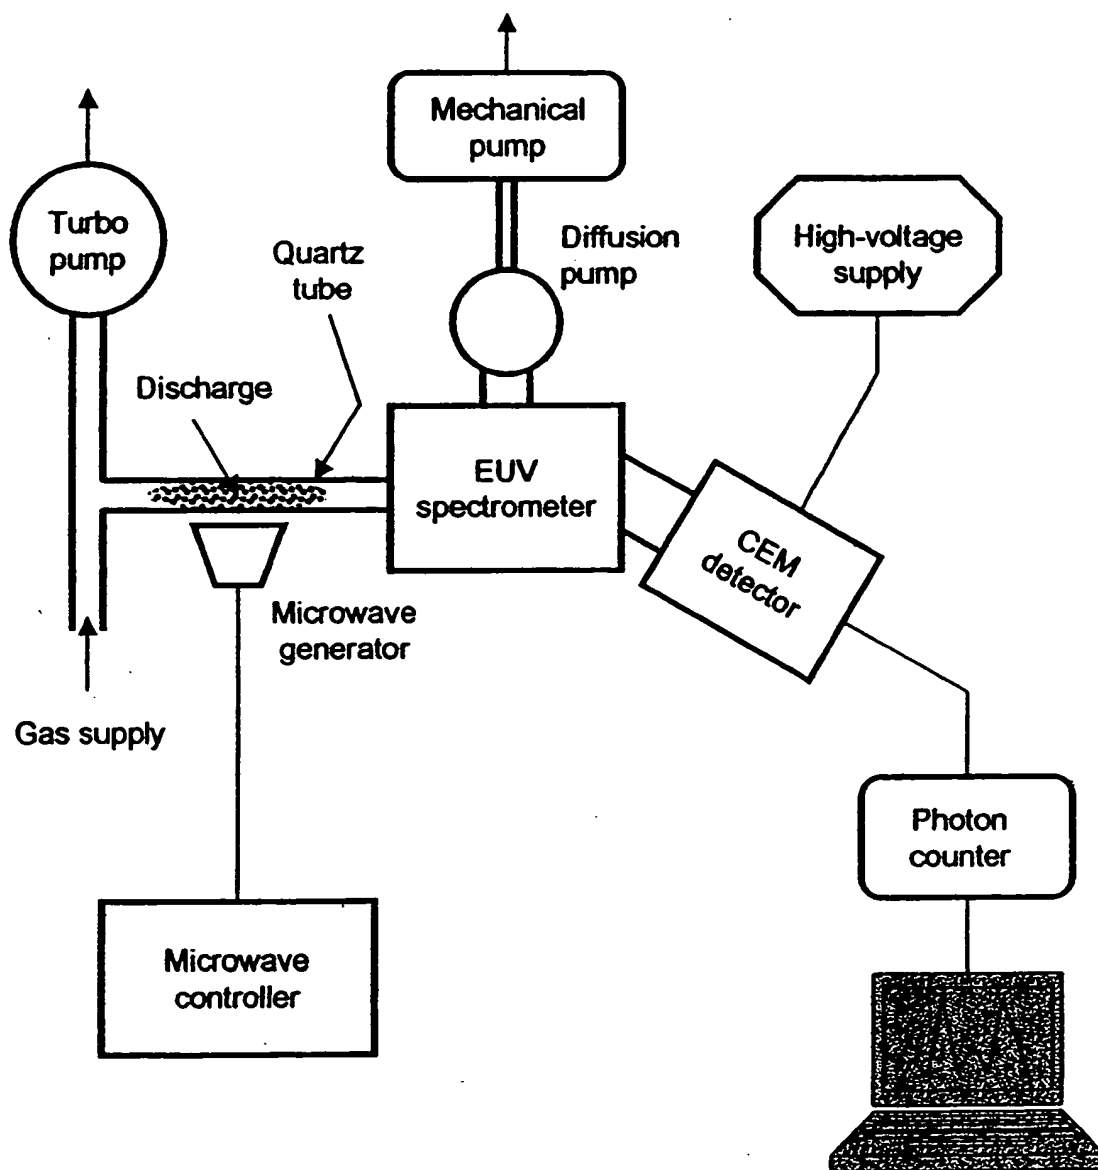 Mechanical
pump
Turbo
pump
Quartz
tube
Diffusion
pump
High-voltage
supply
Discharge
EUV
spectrometer
CEM
detector
Microwave
generator
Gas supply
Photon
counter
Microwave
controller